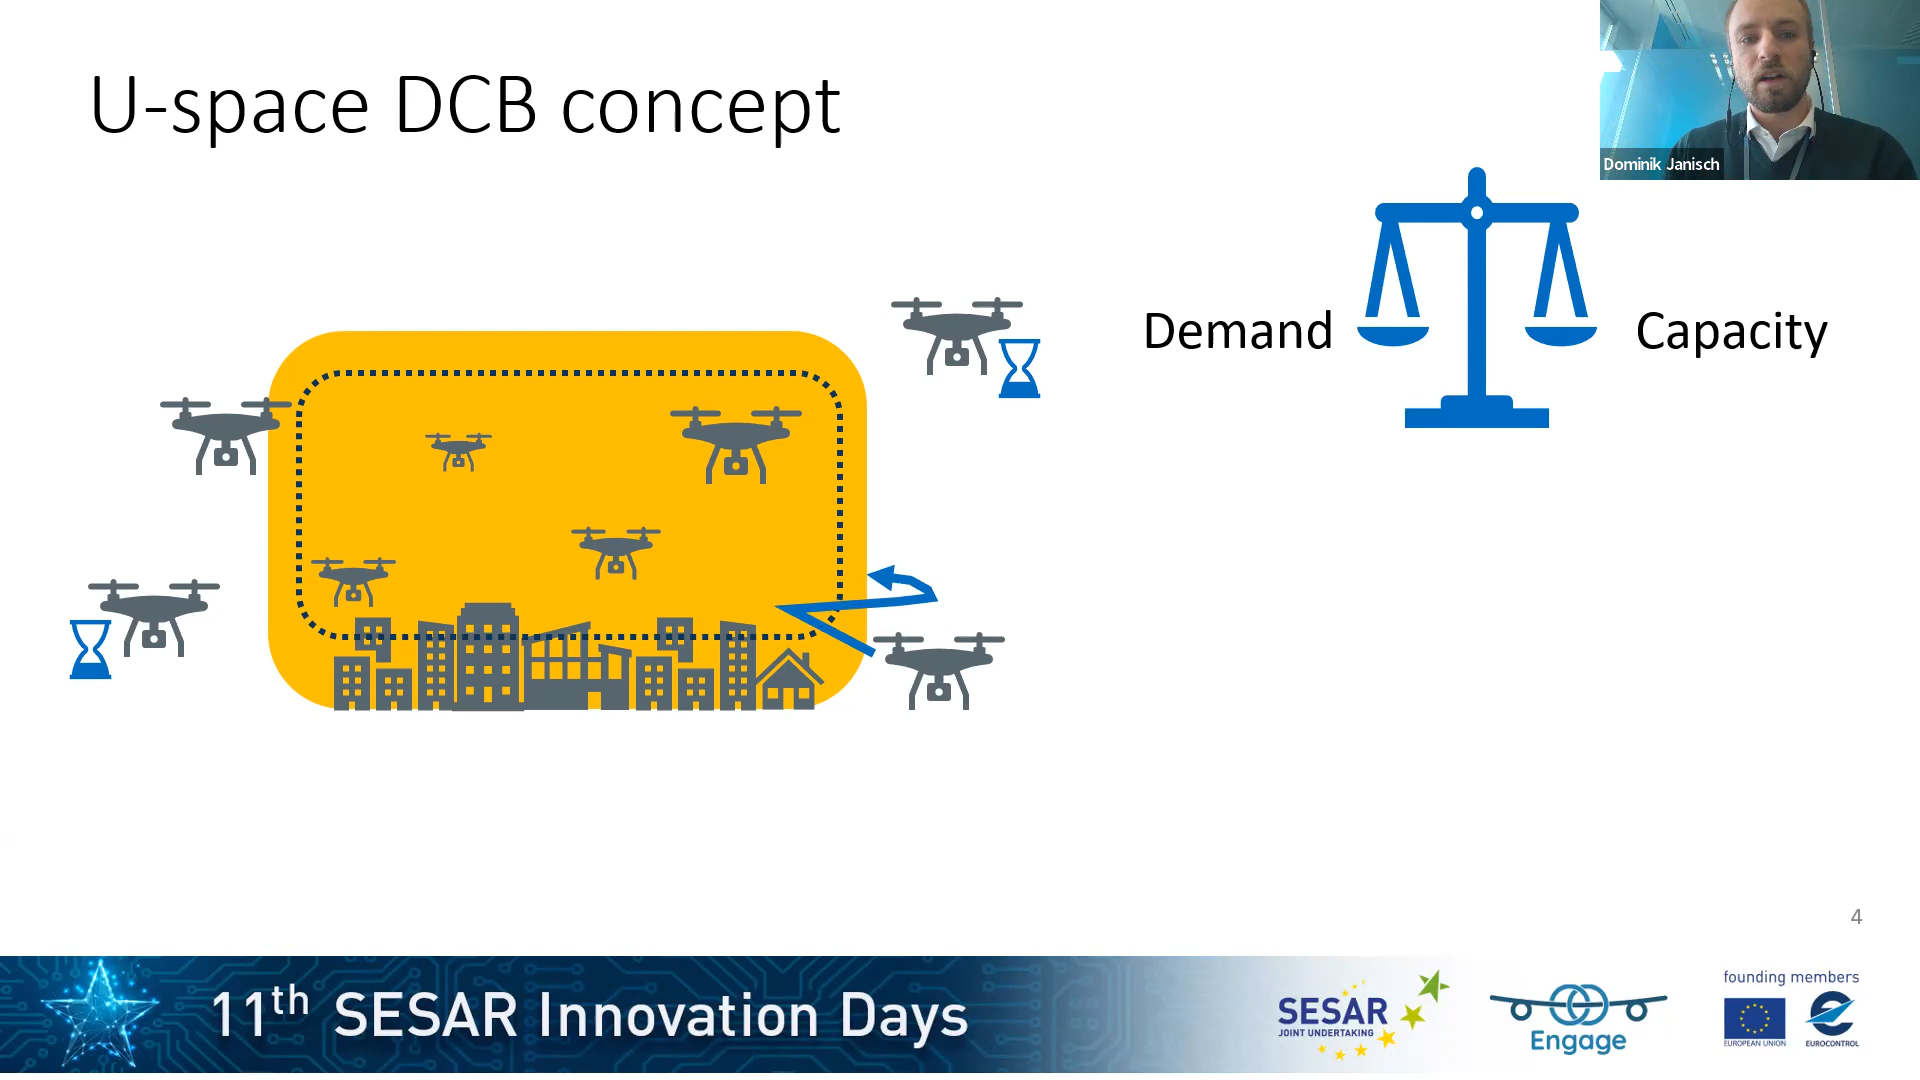 U-space DCB concept
Dominik Janisch
Demand
Capacity
4
11th SESAR Innovation Days
SESAR
JOINT UNDERTAKING
Engage
founding members
EUROPEAN UNION
EUROCONTROL